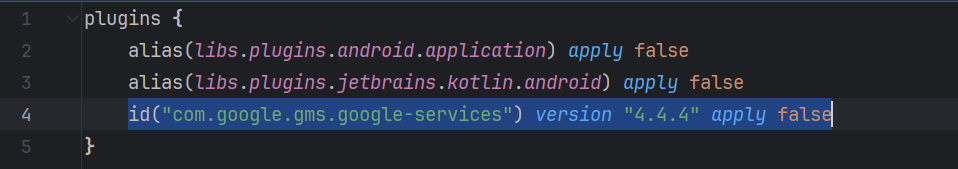 1 plugins {
2 alias(libs.plugins.android.application) apply false
3 alias(libs.plugins.jetbrains.kotlin.android) apply false
4 id("com.google.gms.google-services") version "4.4.4" apply false
5 }